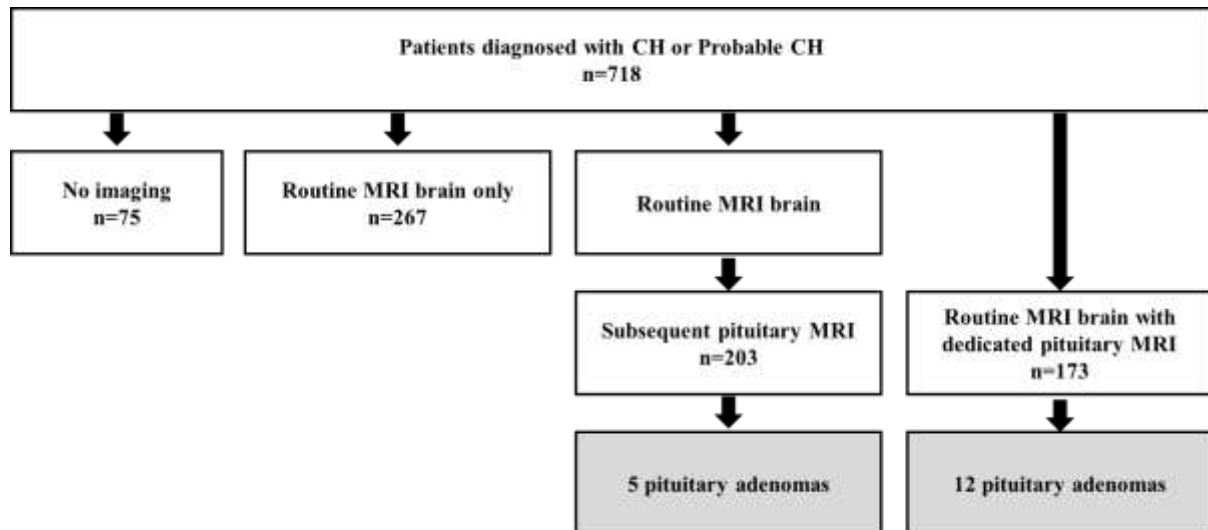 Patients diagnosed with CH or Probable CH
n=718
No imaging
n=75
Routine MRI brain only
n=267
Routine MRI brain
Subsequent pituitary MRI
n=203
Routine MRI brain with
dedicated pituitary MRI
n=173
5 pituitary adenomas
12 pituitary adenomas